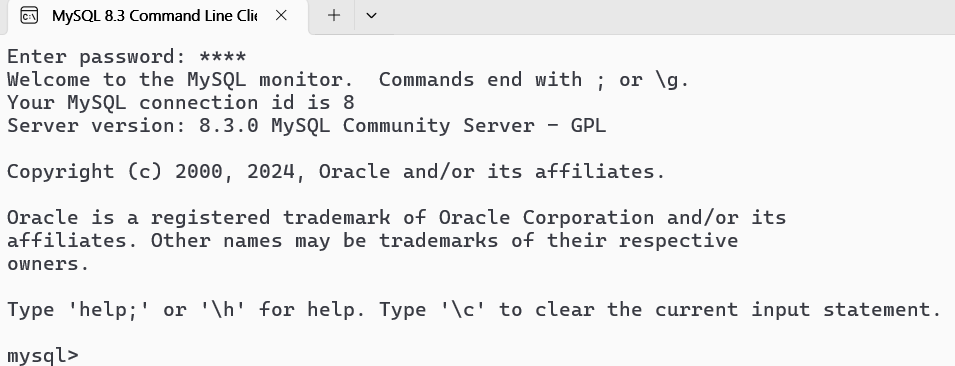 MySQL 8.3 Command Line Clie
Enter password: ****
Welcome to the MySQL monitor.  Commands end with ; or \g.
Your MySQL connection id is 8
Server version: 8.3.0 MySQL Community Server - GPL

Copyright (c) 2000, 2024, Oracle and/or its affiliates.

Oracle is a registered trademark of Oracle Corporation and/or its
affiliates. Other names may be trademarks of their respective
owners.

Type 'help;' or '\h' for help. Type '\c' to clear the current input statement.

mysql>